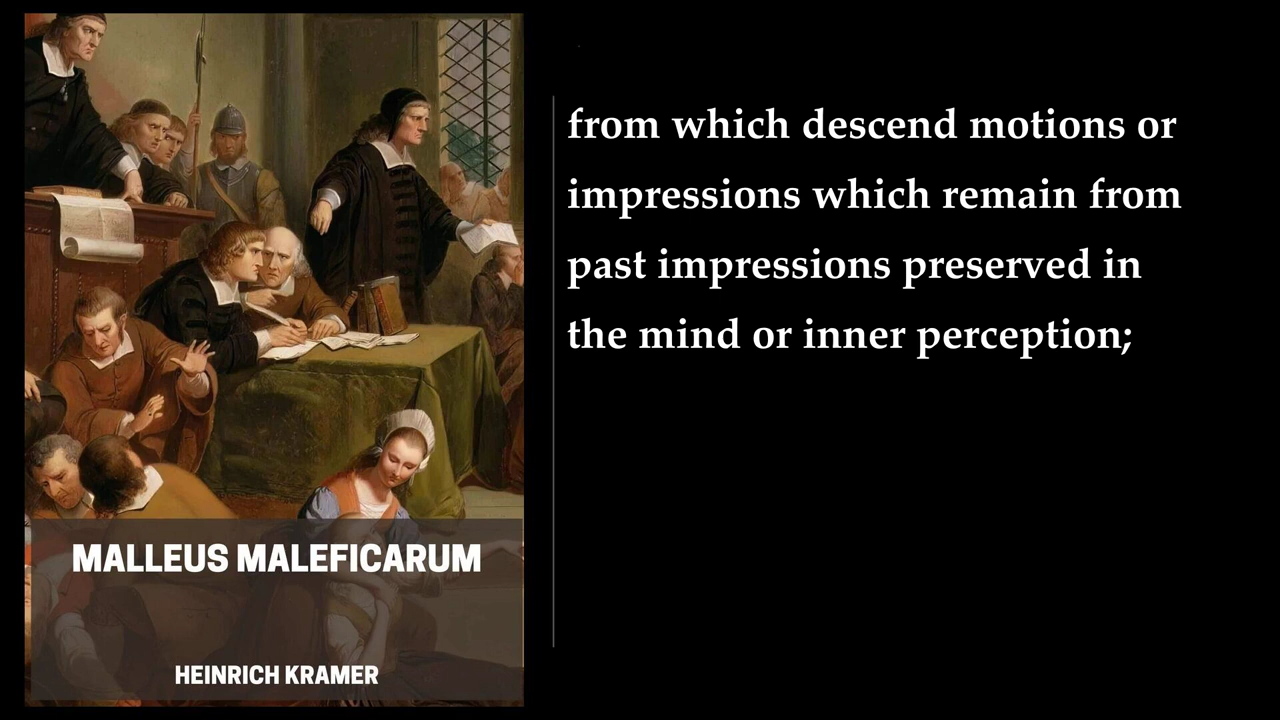 MALLEUS MALEFICARUM
HEINRICH KRAMER
from which descend motions or
impressions which remain from
past impressions preserved in
the mind or inner perception;